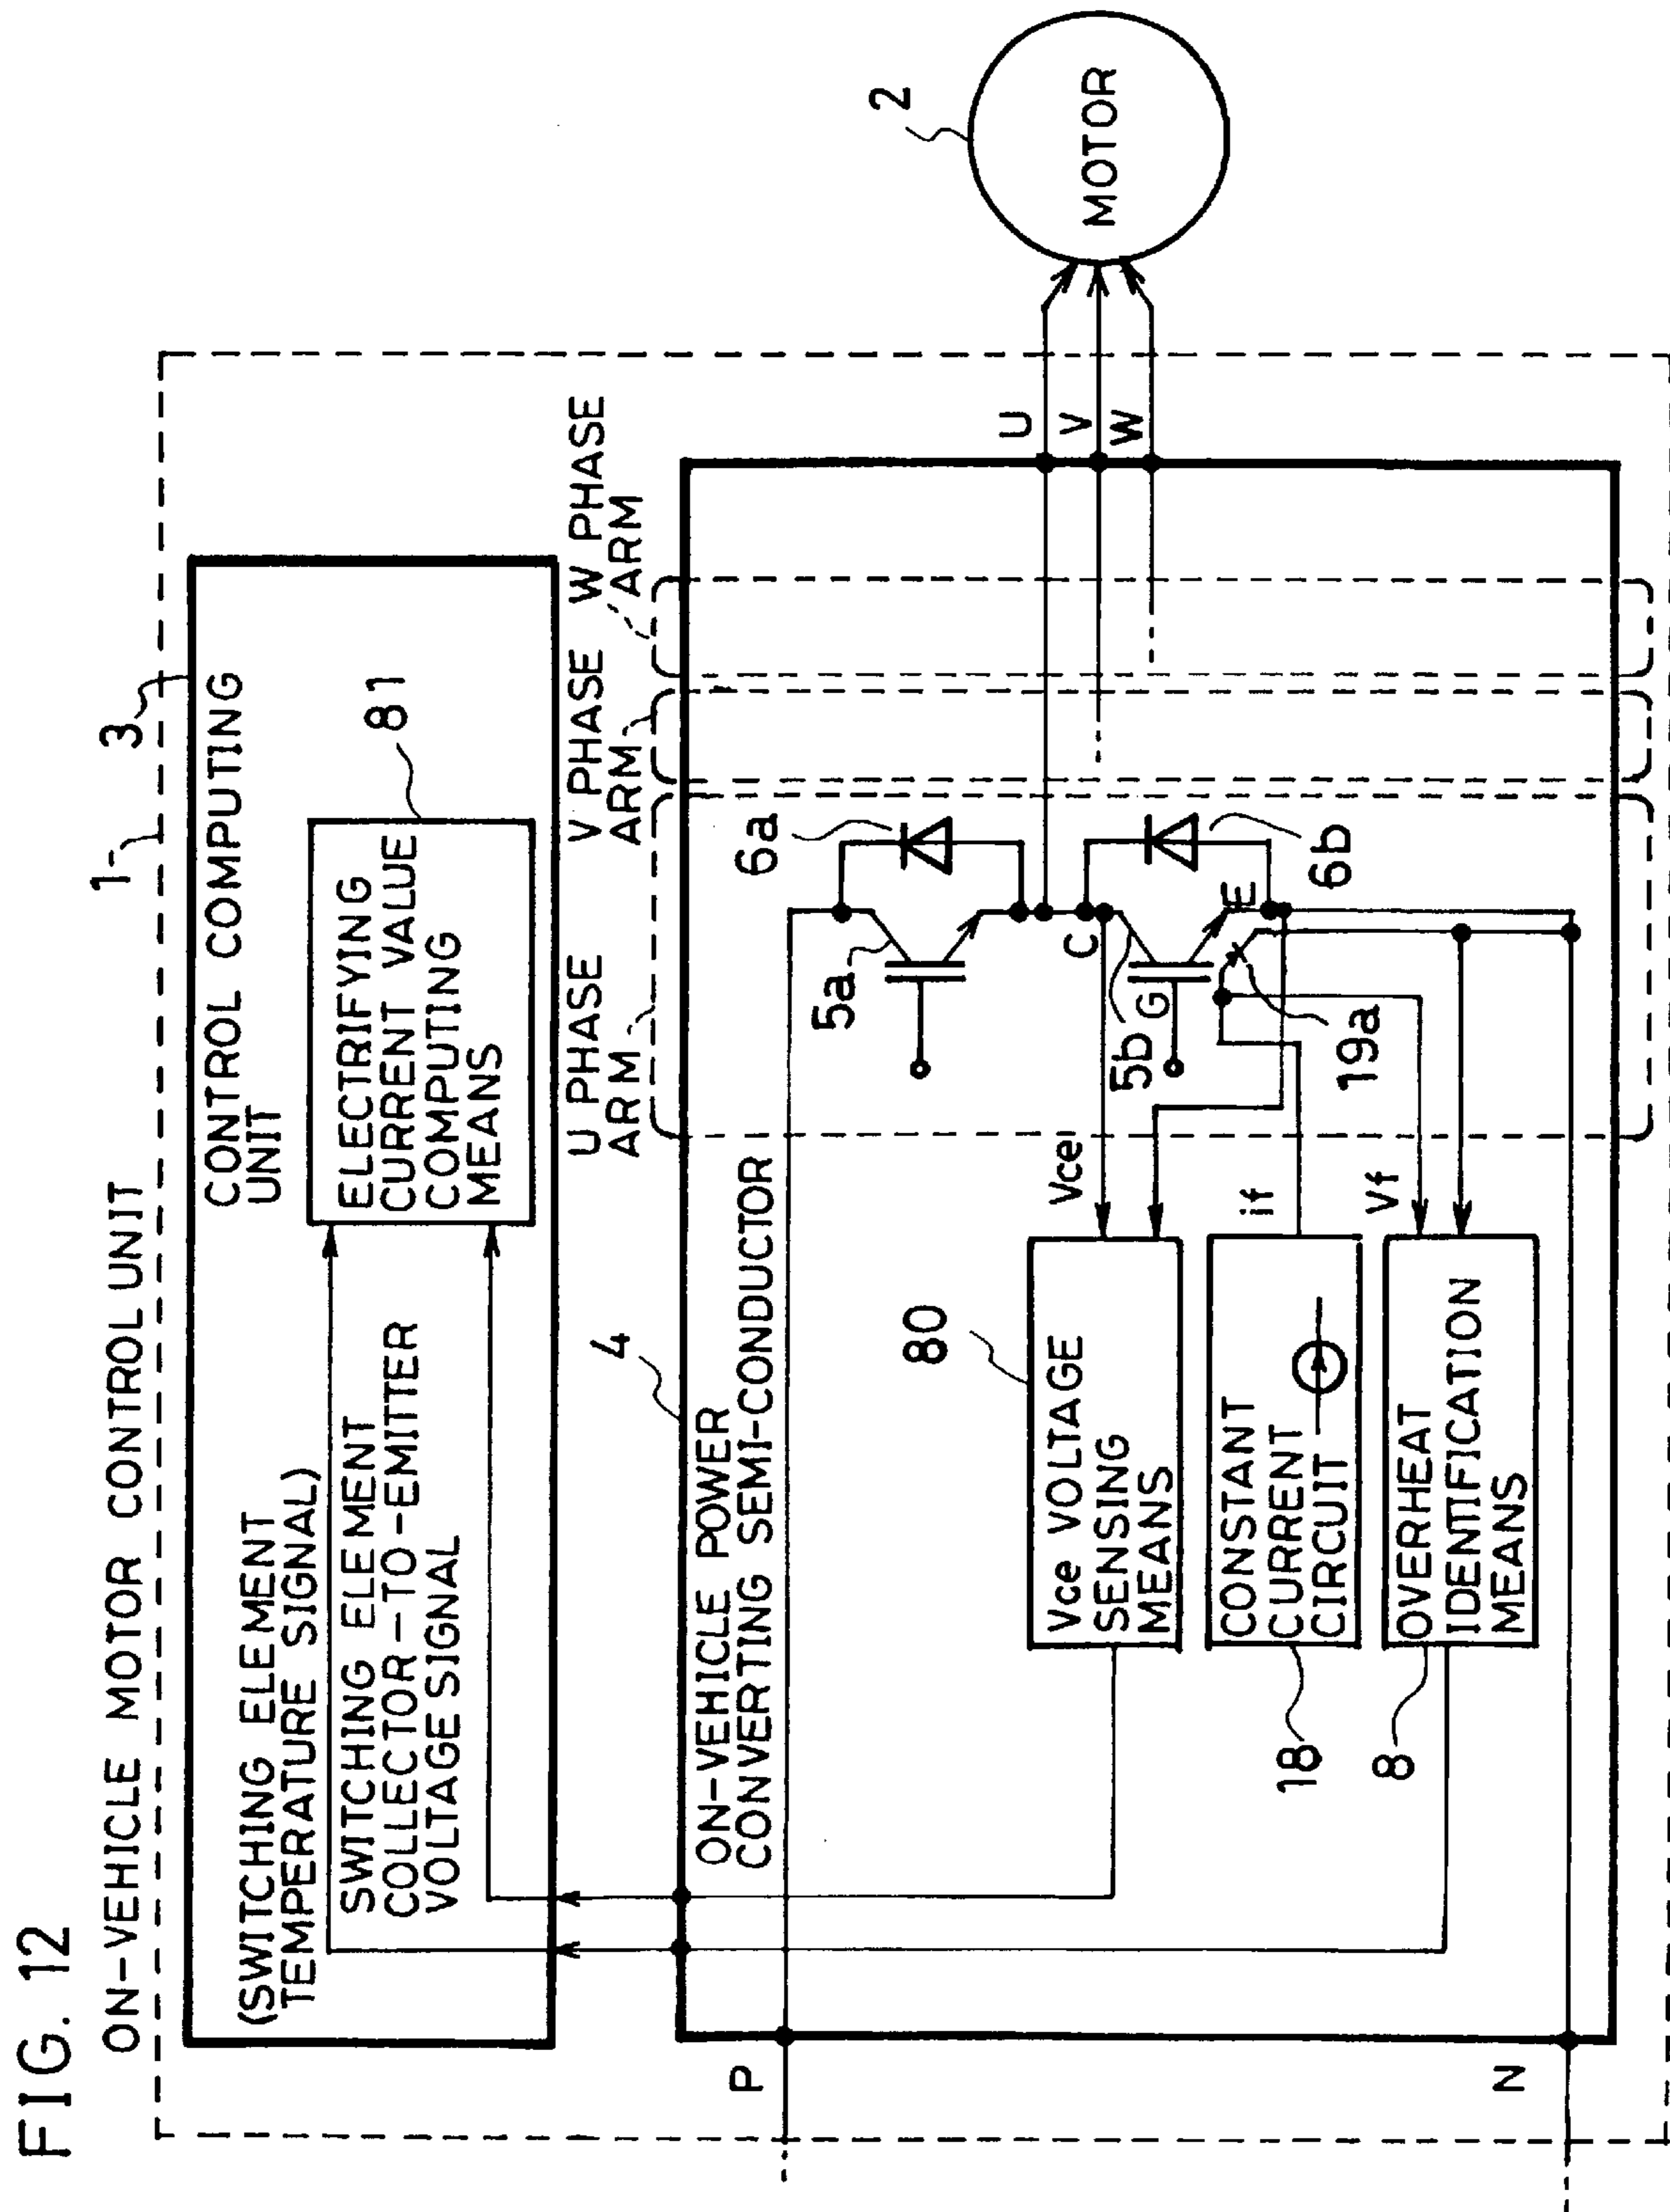 FIG. 12
ON-VEHICLE MOTOR CONTROL UNIT
1
3
CONTROL COMPUTING
UNIT
(SWITCHING ELEMENT
TEMPERATURE SIGNAL)
SWITCHING ELEMENT
COLLECTOR-TO-EMITTER
VOLTAGE SIGNAL
ELECTRIFYING
CURRENT VALUE
COMPUTING
MEANS
81
U PHASE
ARM
V PHASE
ARM
W PHASE
ARM
4
ON-VEHICLE POWER
CONVERTING SEMI-CONDUCTOR
P
N
5a
6a
C
5b
G
E
6b
19a
80
Vce VOLTAGE
SENSING
MEANS
Vce
CONSTANT
CURRENT
CIRCUIT
if
18
OVERHEAT
IDENTIFICATION
MEANS
Vf
8
U
V
W
2
MOTOR